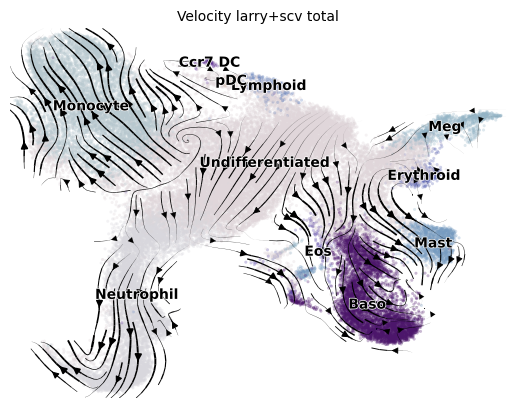 Velocity larry+scv total
Ccr7 DC
pDC
Lymphoid
Monocyte
Meg
Undifferentiated
Erythroid
Mast
Eos
Neutrophil
Baso